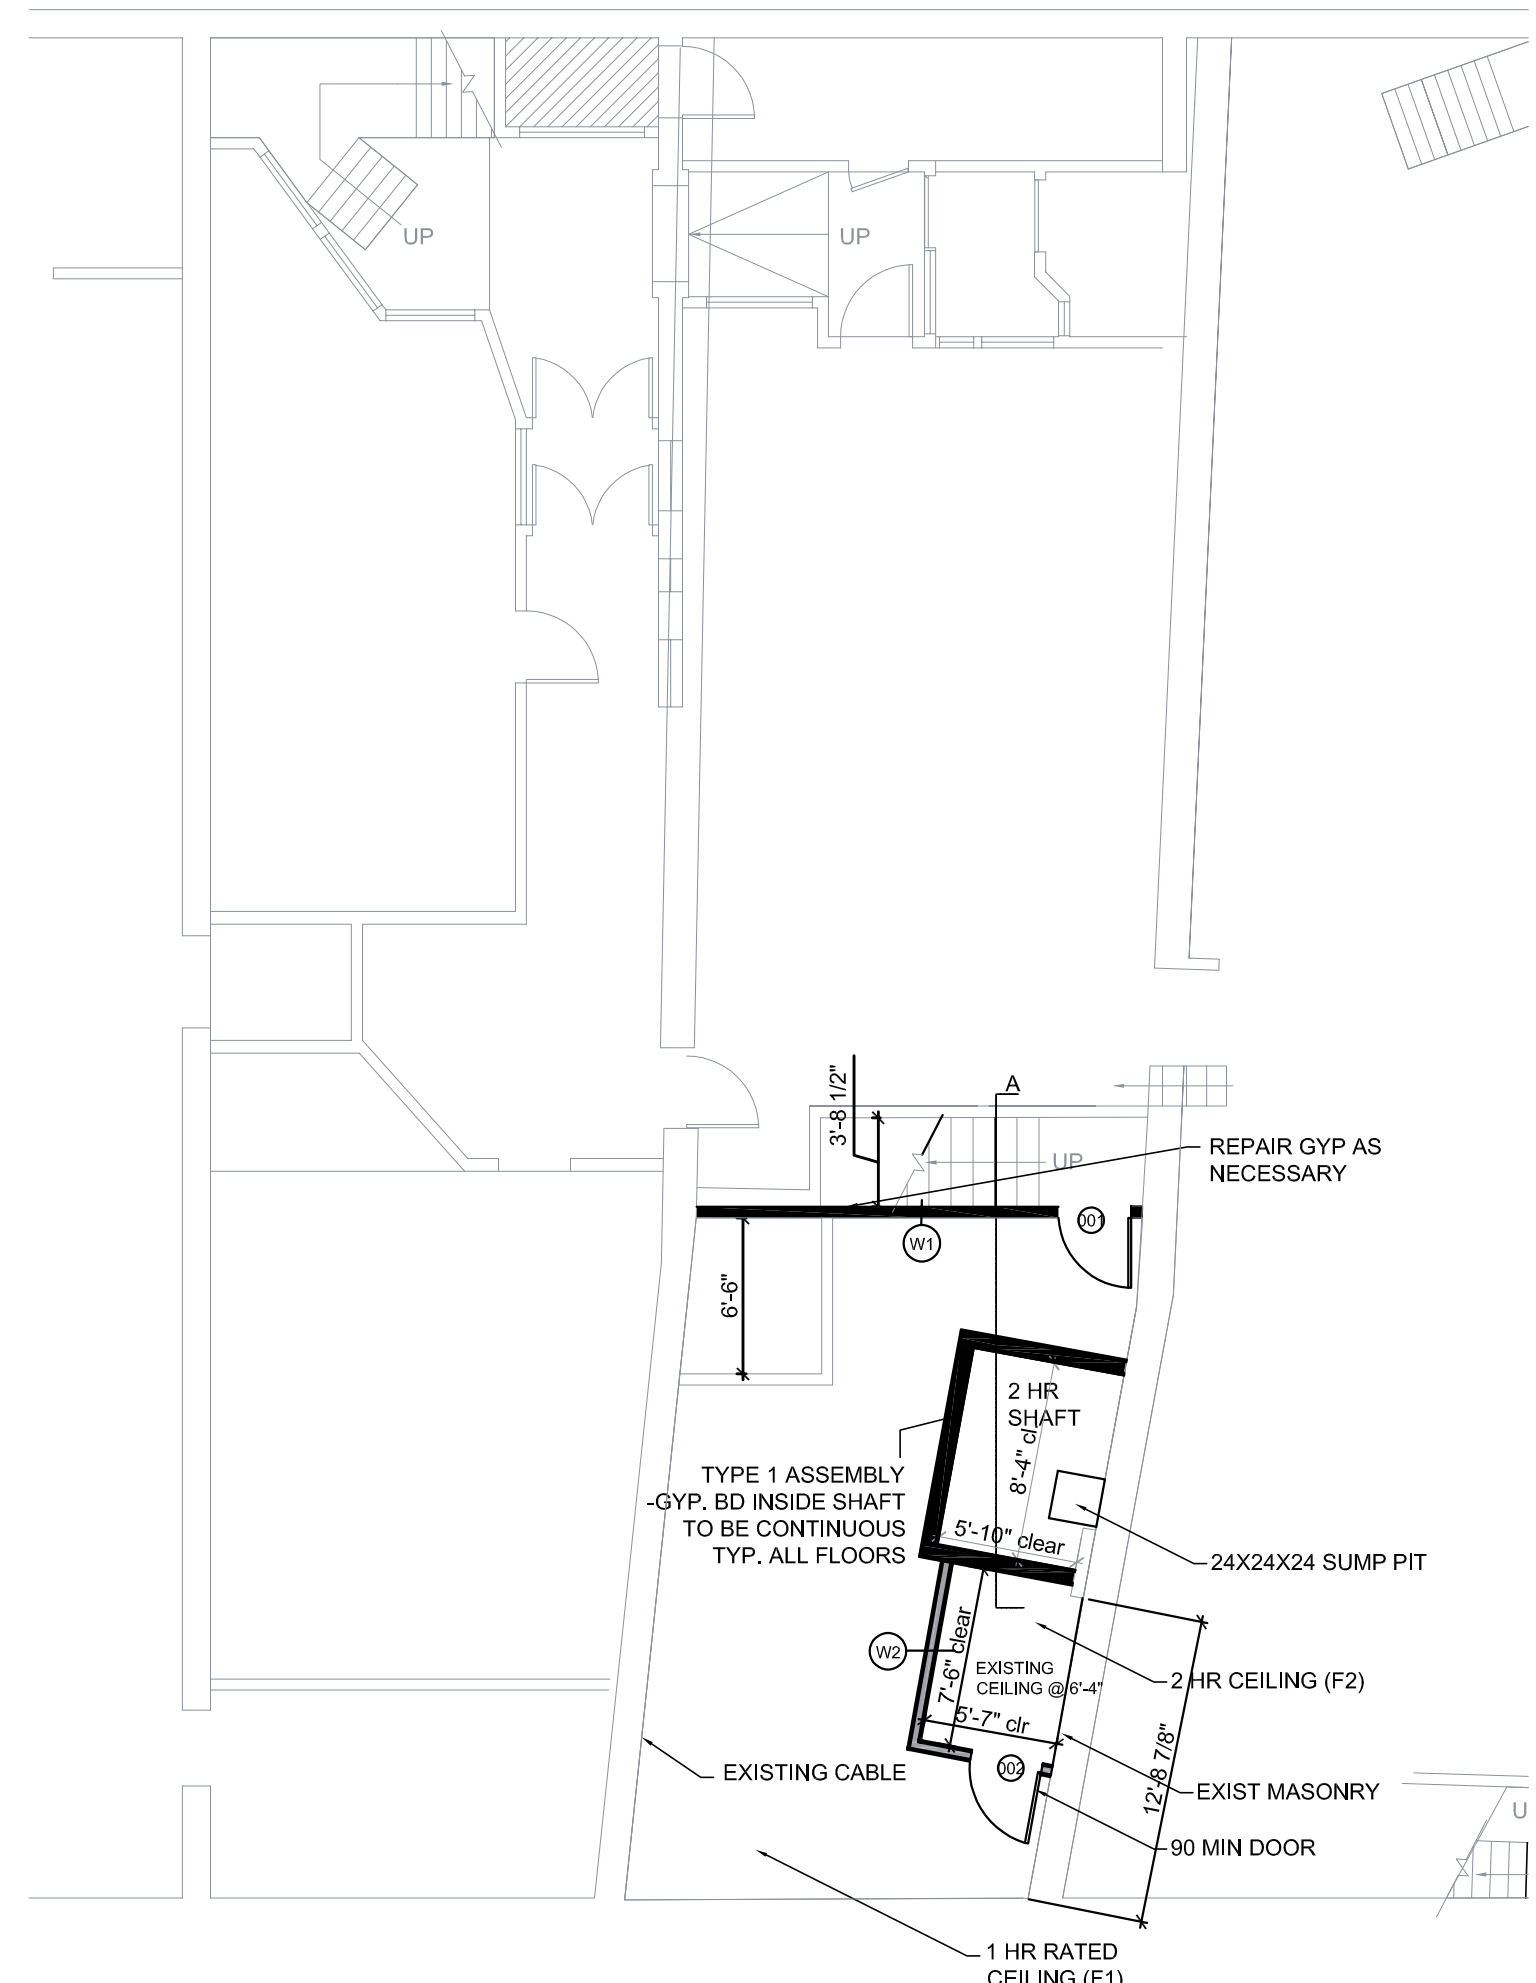 UP
UP
A
3'-8 1/2"
UP
REPAIR GYP AS
NECESSARY
001
W1
6'-6"
2 HR
SHAFT
8'-4" cl.
TYPE 1 ASSEMBLY
-GYP. BD INSIDE SHAFT
TO BE CONTINUOUS
TYP. ALL FLOORS
5'-10" clear
24X24X24 SUMP PIT
W2
7'-6" clear
EXISTING
CEILING @ 6'-4"
2 HR CEILING (F2)
5'-7" clr
12'-8 7/8"
EXISTING CABLE
002
EXIST MASONRY
U
90 MIN DOOR
1 HR RATED
CEILING (F1)